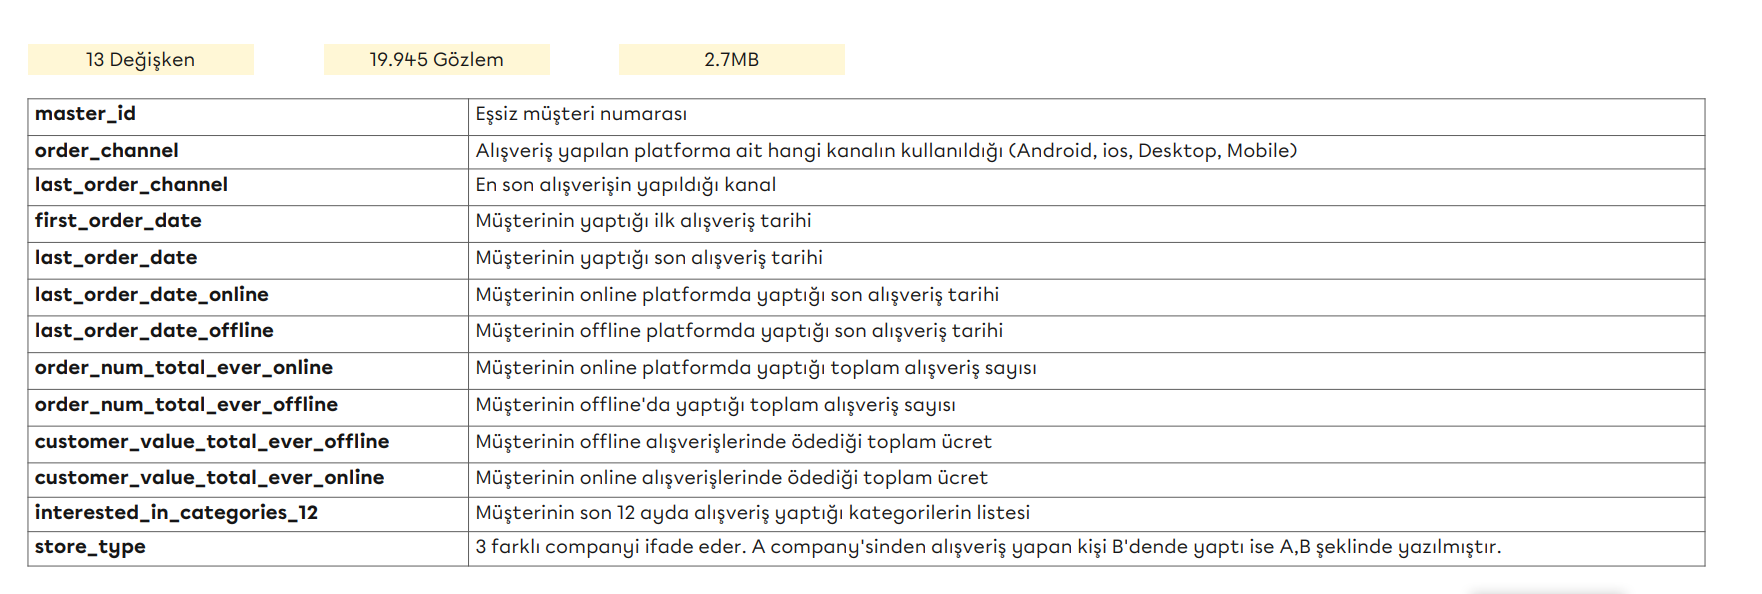 13 Değişken 19.945 Gözlem 2.7MB
master_id Eşsiz müşteri numarası
order_channel Alışveriş yapılan platforma ait hangi kanalın kullanıldığı (Android, ios, Desktop, Mobile)
last_order_channel En son alışverişin yapıldığı kanal
first_order_date Müşterinin yaptığı ilk alışveriş tarihi
last_order_date Müşterinin yaptığı son alışveriş tarihi
last_order_date_online Müşterinin online platformda yaptığı son alışveriş tarihi
last_order_date_offline Müşterinin offline platformda yaptığı son alışveriş tarihi
order_num_total_ever_online Müşterinin online platformda yaptığı toplam alışveriş sayısı
order_num_total_ever_offline Müşterinin offline'da yaptığı toplam alışveriş sayısı
customer_value_total_ever_offline Müşterinin offline alışverişlerinde ödediği toplam ücret
customer_value_total_ever_online Müşterinin online alışverişlerinde ödediği toplam ücret
interested_in_categories_12 Müşterinin son 12 ayda alışveriş yaptığı kategorilerin listesi
store_type 3 farklı companyi ifade eder. A company'sinden alışveriş yapan kişi B'dende yaptı ise A,B şeklinde yazılmıştır.